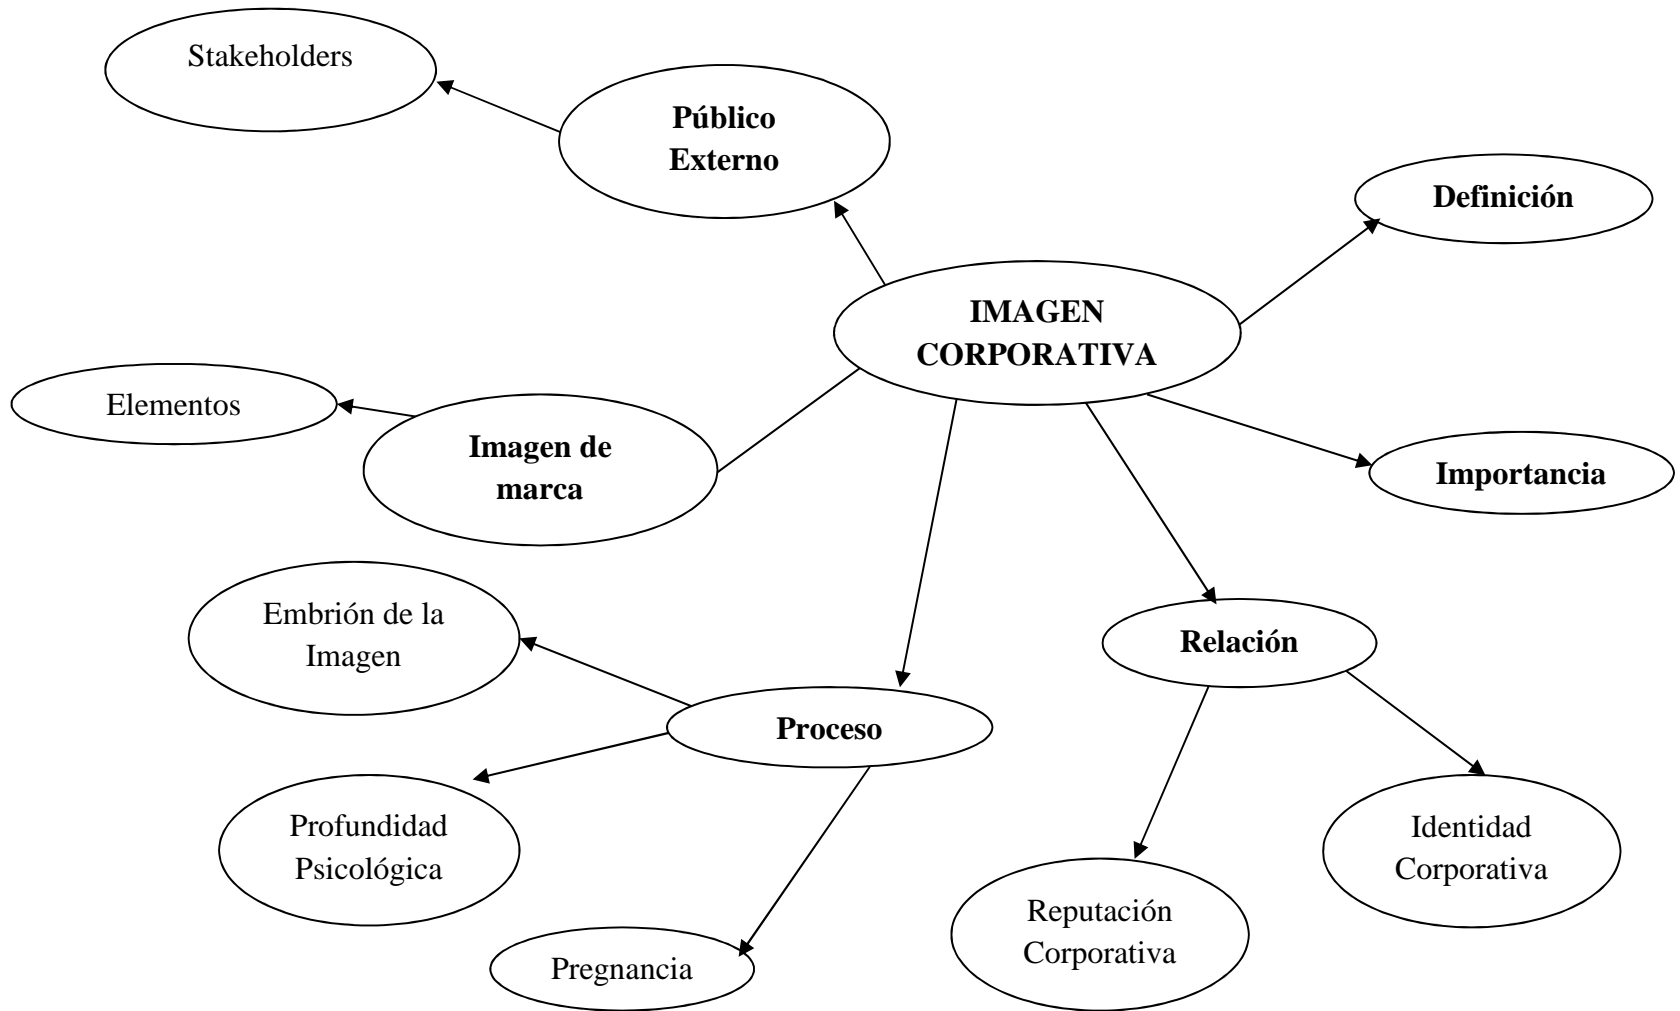 Stakeholders
Público
Externo
Definición
IMAGEN
CORPORATIVA
Elementos
Imagen de
marca
Importancia
Embrión de la
Imagen
Relación
Proceso
Profundidad
Psicológica
Identidad
Corporativa
Reputación
Corporativa
Pregnancia